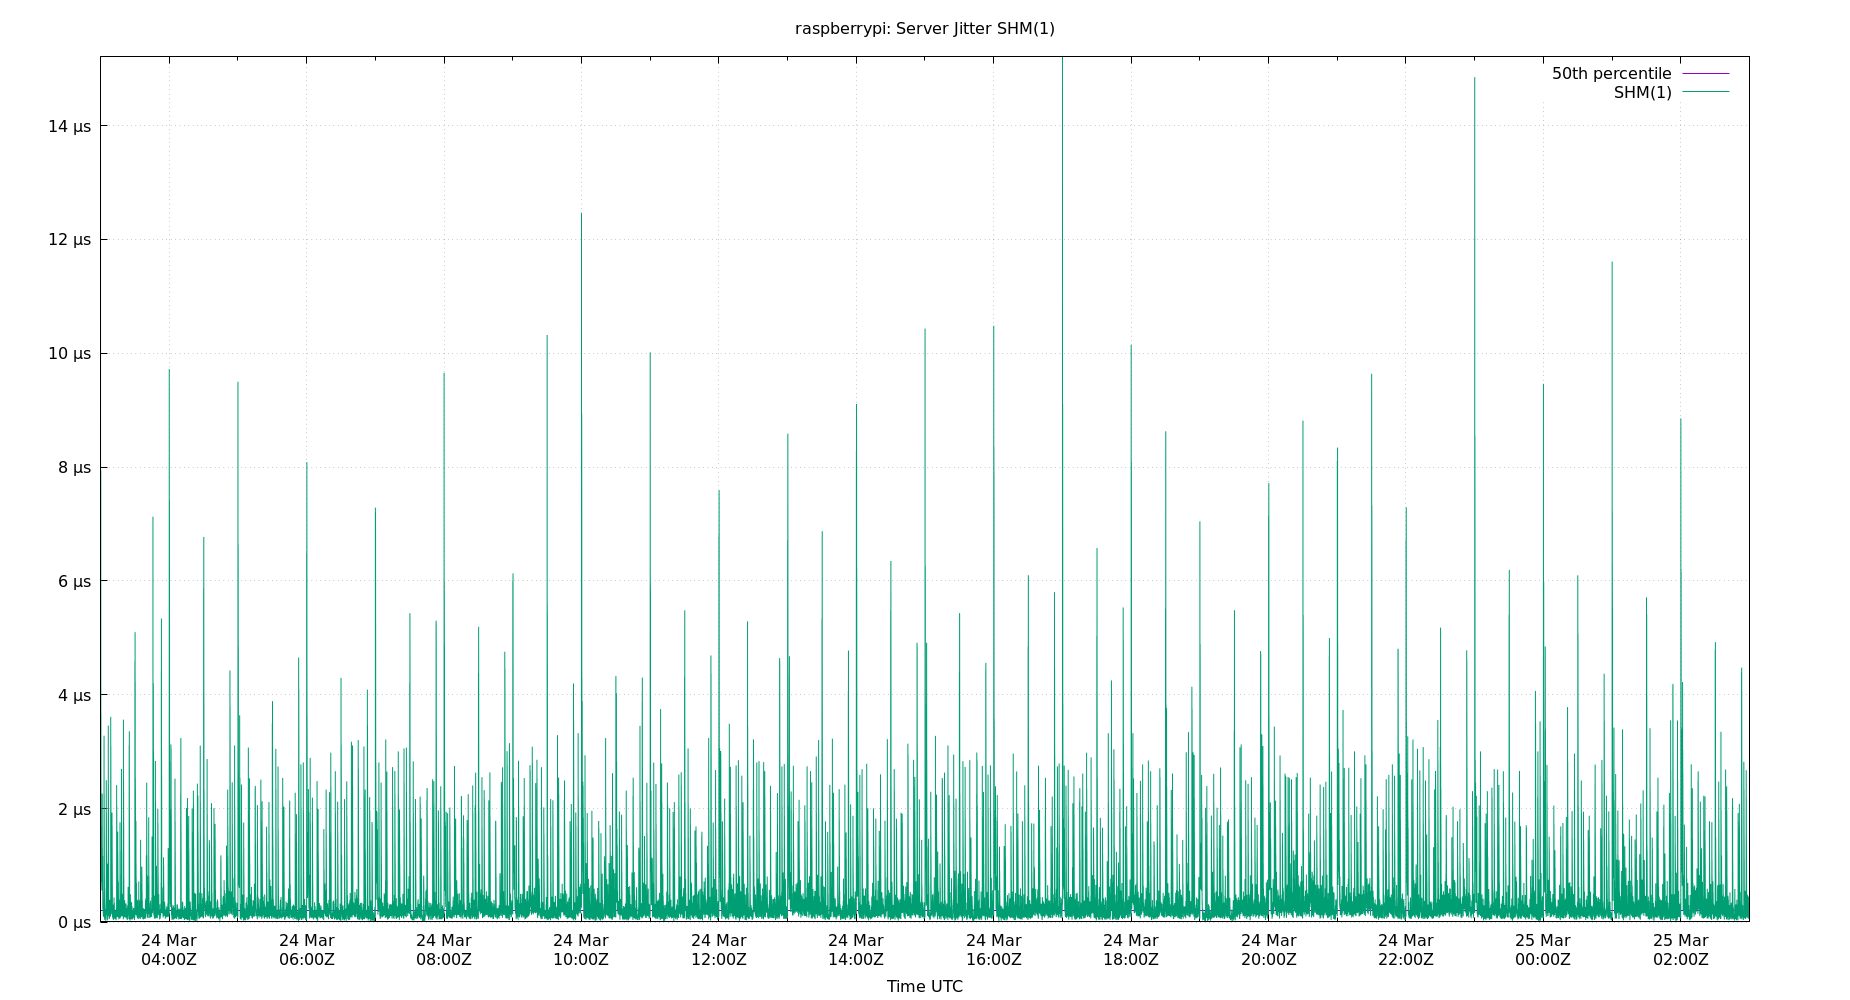 raspberrypi: Server Jitter SHM(1)
50th percentile
SHM(1)
14 µs
12 µs
10 µs
8 µs
6 µs
4 µs
2 µs
0 µs
24 Mar 24 Mar 24 Mar 24 Mar 24 Mar 24 Mar 24 Mar 24 Mar 24 Mar 24 Mar 25 Mar 25 Mar
04:00Z 06:00Z 08:00Z 10:00Z 12:00Z 14:00Z 16:00Z 18:00Z 20:00Z 22:00Z 00:00Z 02:00Z
Time UTC